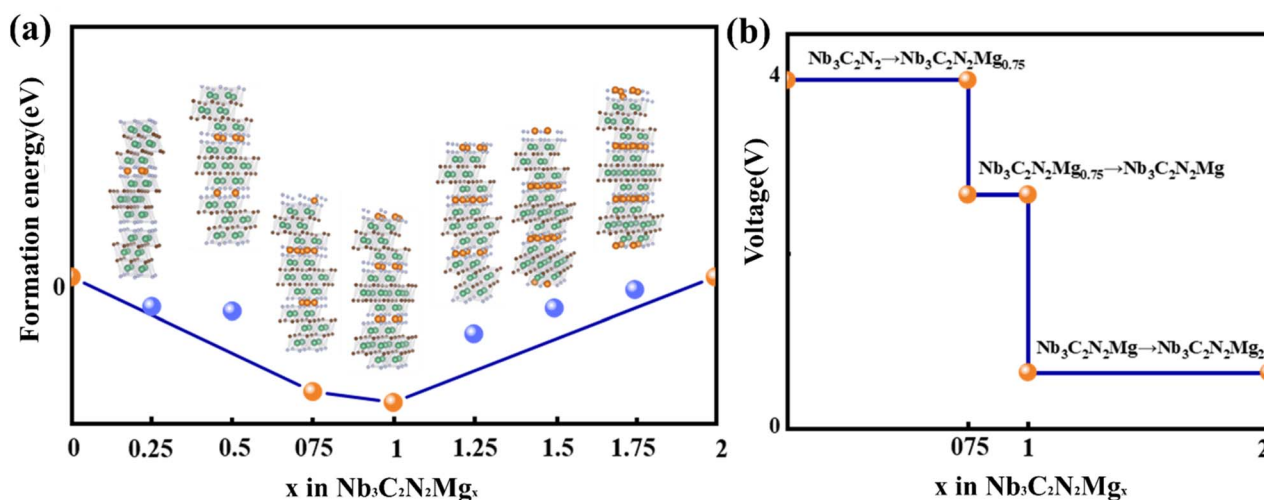 (a)
Formation energy(eV)
0
0
0.25
0.5
075
1
1.25
1.5
1.75
2
x in Nb₃C₂N₂Mgₓ
(b)
Voltage(V)
4
0
Nb₃C₂N₂→Nb₃C₂N₂Mg₀.₇₅
Nb₃C₂N₂Mg₀.₇₅→Nb₃C₂N₂Mg
Nb₃C₂N₂Mg→Nb₃C₂N₂Mg₂
075
1
2
x in Nb₃C₂N₂Mgₓ